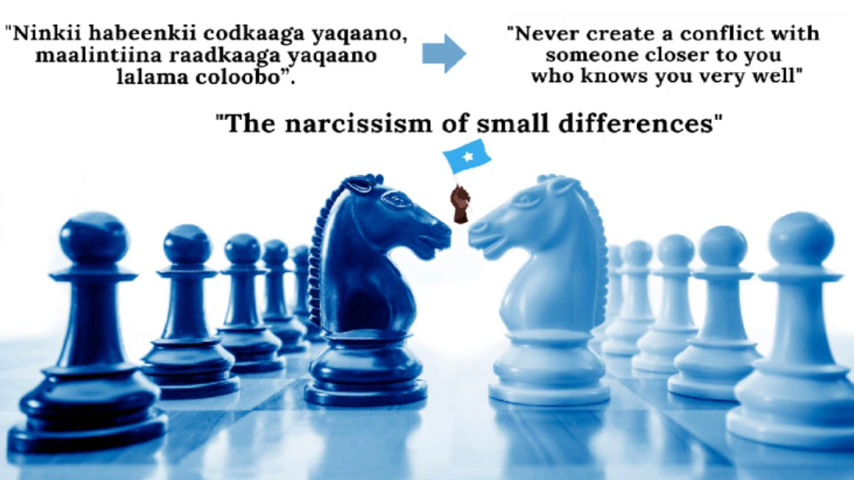 "Ninkii habeenkii codkaaga yaqaano,
maalintiina raadkaaga yaqaano
lalama coloobo”.
"Never create a conflict with
someone closer to you
who knows you very well"
"The narcissism of small differences"